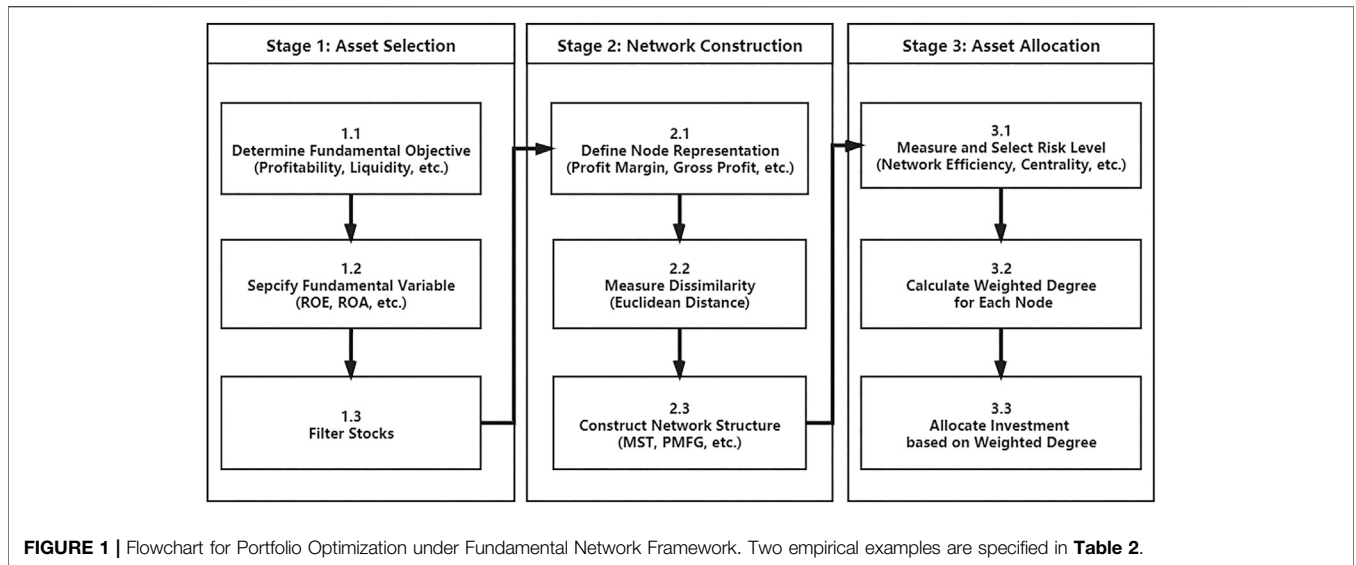 Stage 1: Asset Selection
1.1
Determine Fundamental Objective
(Profitability, Liquidity, etc.)
1.2
Sepcify Fundamental Variable
(ROE, ROA, etc.)
1.3
Filter Stocks
Stage 2: Network Construction
2.1
Define Node Representation
(Profit Margin, Gross Profit, etc.)
2.2
Measure Dissimilarity
(Euclidean Distance)
2.3
Construct Network Structure
(MST, PMFG, etc.)
Stage 3: Asset Allocation
3.1
Measure and Select Risk Level
(Network Efficiency, Centrality, etc.)
3.2
Calculate Weighted Degree
for Each Node
3.3
Allocate Investment
based on Weighted Degree
FIGURE 1 | Flowchart for Portfolio Optimization under Fundamental Network Framework. Two empirical examples are specified in Table 2.